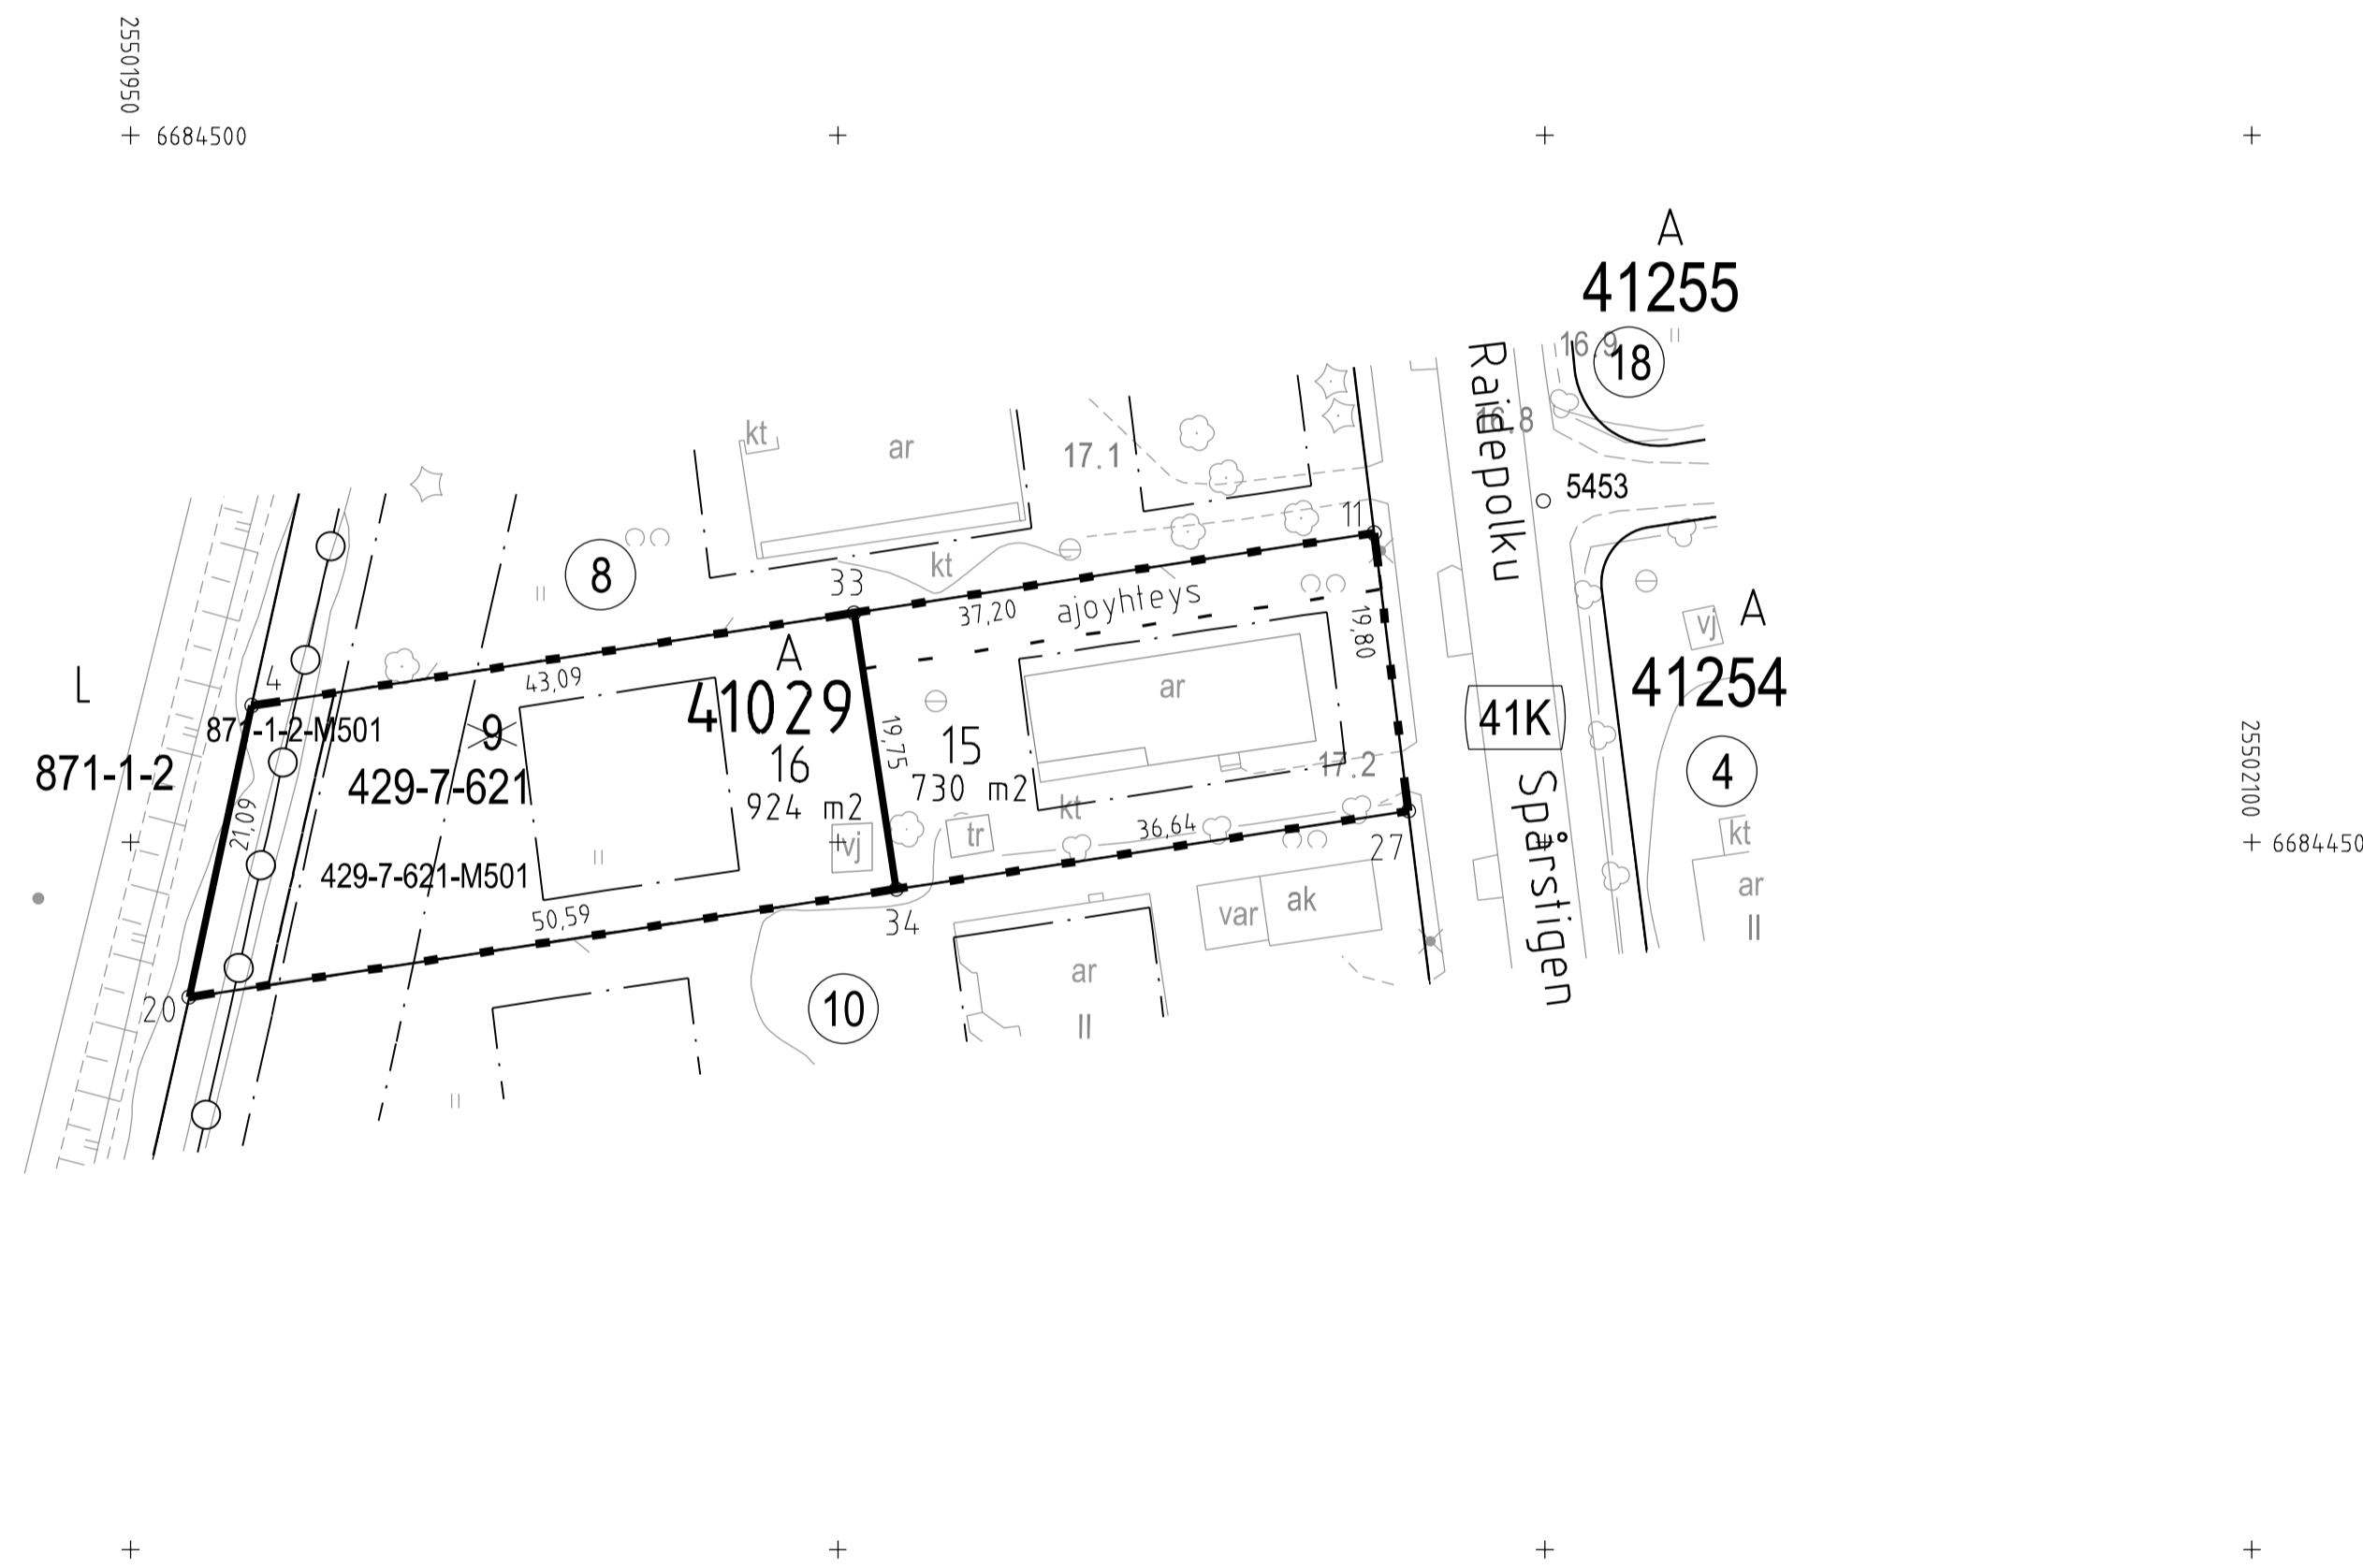 25501950
6684500
A
41255
16.9
18
Raidepolku
16.8
kt
ar
17.1
5453
11
8
kt
33
37,20
ajoyhteys
19,80
A
vj
A
41254
L
4
43,09
41029
ar
871-1-2-M501
9
19,75
15
41K
25502100
871-1-2
429-7-621
16
730 m2
17.2
4
924 m2
kt
Spårstigen
21,09
vj
tr
36,64
27
kt
6684450
429-7-621-M501
ar
II
50,59
34
var
ak
20
10
ar
II